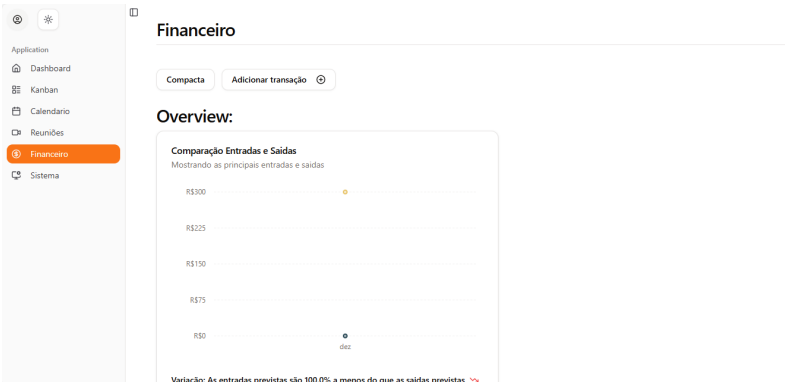 Application
Dashboard
Kanban
Calendario
Reuniões
Financeiro
Sistema
Financeiro
Compacta
Adicionar transação
Overview:
Comparação Entradas e Saidas
Mostrando as principais entradas e saidas
R$300
R$225
R$150
R$75
R$0
dez
Variação: As entradas previstas são 100.0% a menos do que as saidas previstas